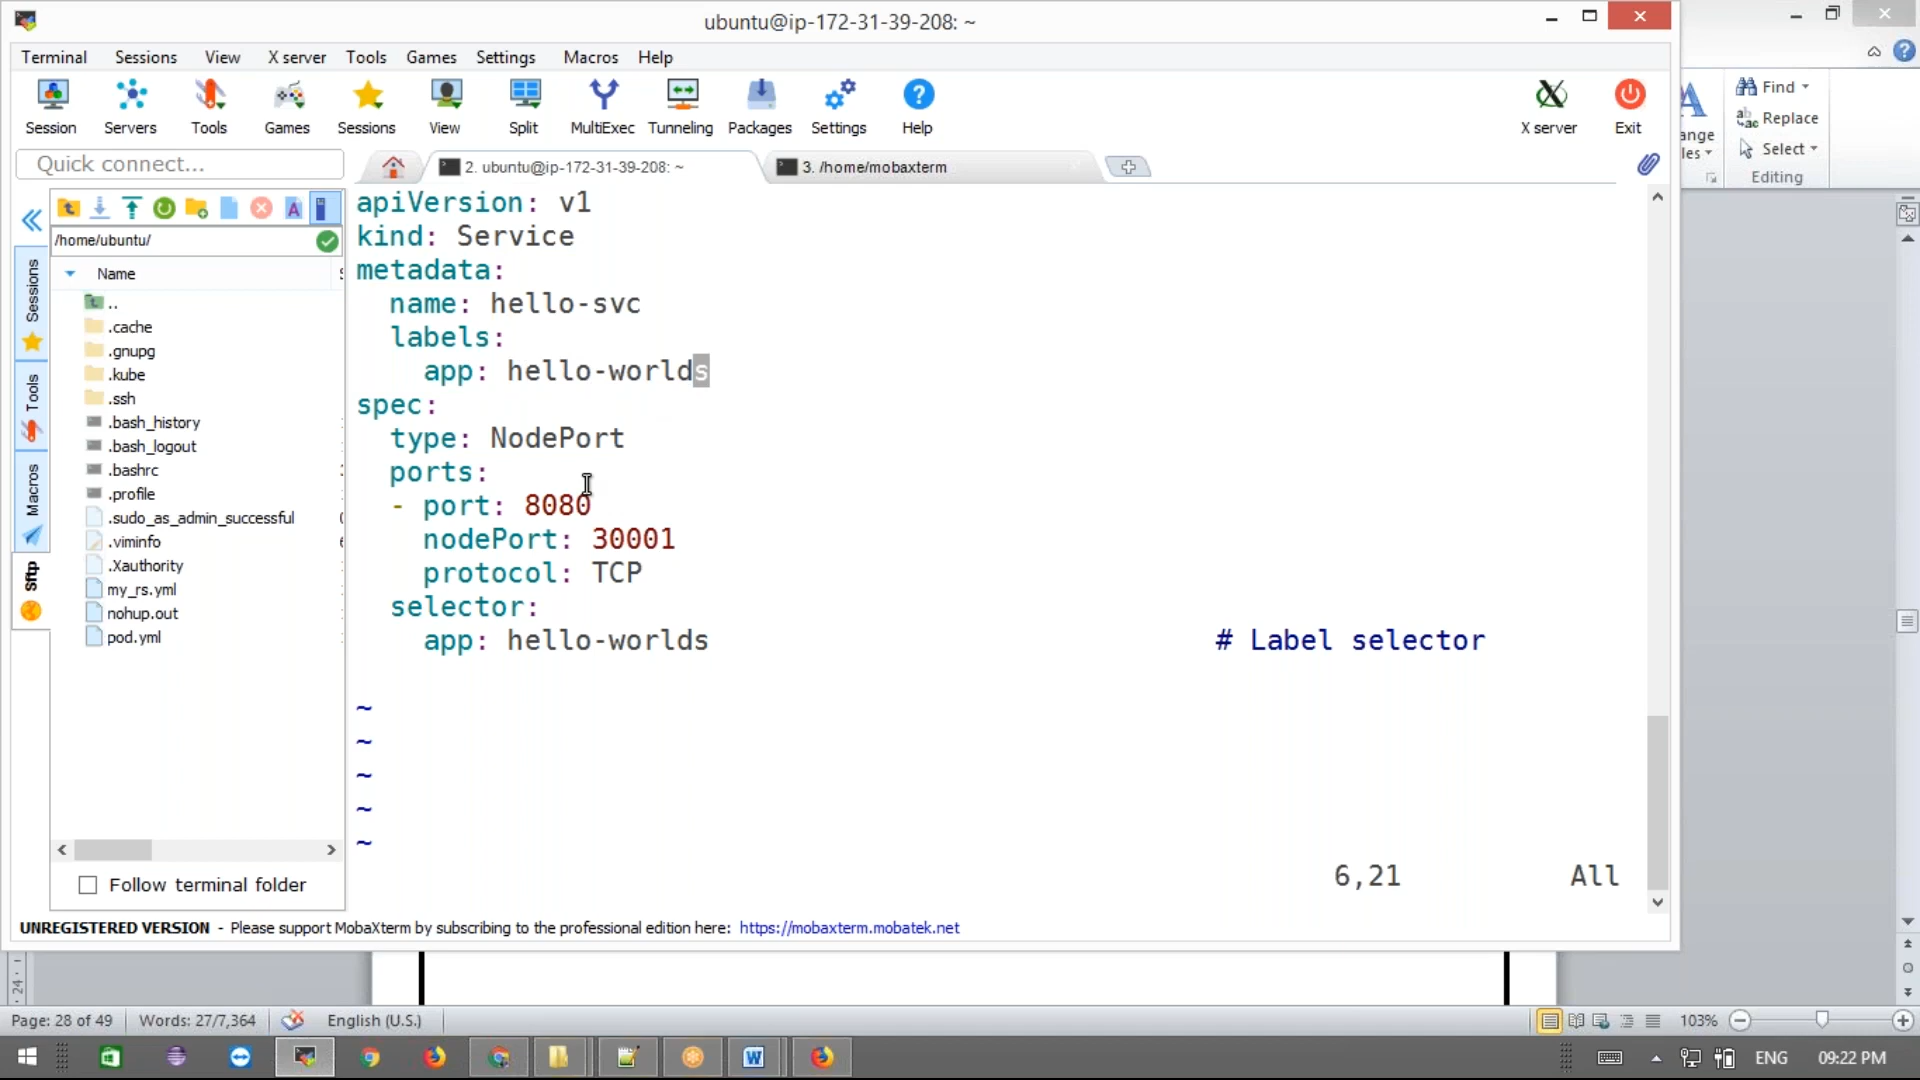 ubuntu@ip-172-31-39-208: ~
Terminal Sessions View X server Tools Games Settings Macros Help
Session Servers Tools Games Sessions View Split MultiExec Tunneling Packages Settings Help X server Exit
Quick connect...
2. ubuntu@ip-172-31-39-208: ~
3. /home/mobaxterm
/home/ubuntu/
Name
..
.cache
.gnupg
.kube
.ssh
.bash_history
.bash_logout
.bashrc
.profile
.sudo_as_admin_successful
.viminfo
.Xauthority
my_rs.yml
nohup.out
pod.yml
Follow terminal folder
Sessions
Tools
Macros
Sftp
apiVersion: v1
kind: Service
metadata:
  name: hello-svc
  labels:
    app: hello-worlds
spec:
  type: NodePort
  ports:
  - port: 8080
    nodePort: 30001
    protocol: TCP
  selector:
    app: hello-worlds # Label selector
~
~
~
~
~
6,21 All
UNREGISTERED VERSION - Please support MobaXterm by subscribing to the professional edition here: https://mobaxterm.mobatek.net
Find
Replace
Select
Editing
Page: 28 of 49 Words: 27/7,364 English (U.S.) 103%
ENG 09:22 PM